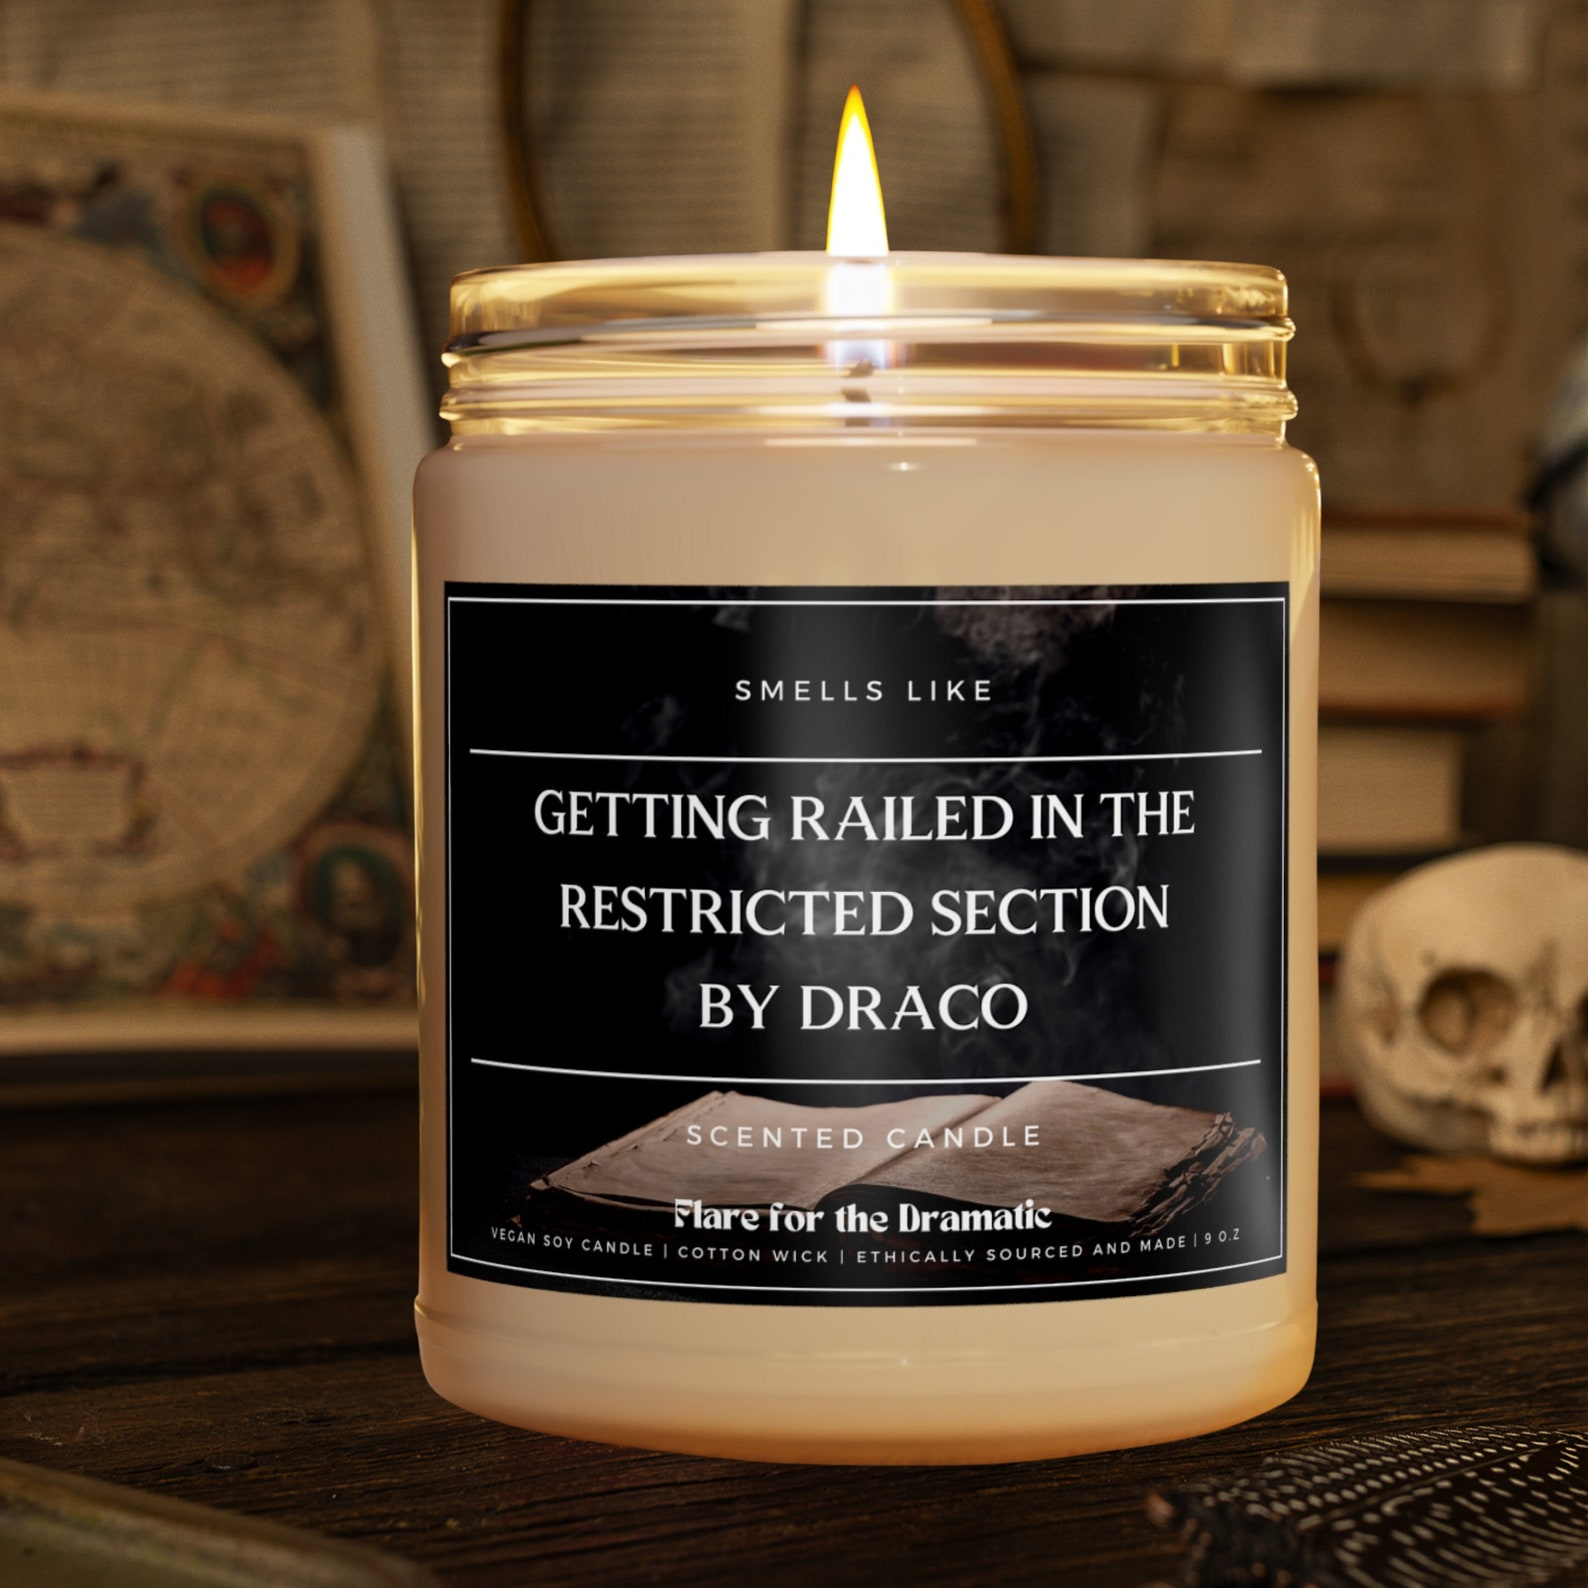 SMELLS LIKE
GETTING RAILED IN THE
RESTRICTED SECTION
BY DRACO
SCENTED CANDLE
Flare for the Dramatic
VEGAN SOY CANDLE | COTTON WICK | ETHICALLY SOURCED AND MADE | 9 O.Z